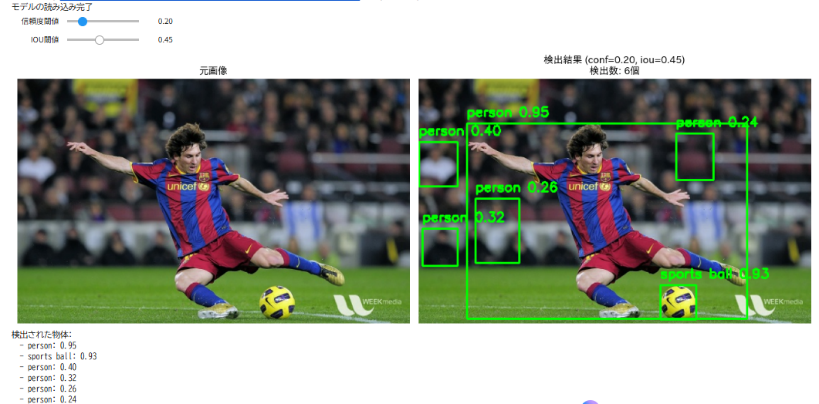 モデルの読み込み完了
信頼度閾値 0.20
IOU閾値 0.45
元画像
検出結果 (conf=0.20, iou=0.45)
検出数: 6個
unicef
WEEKmedia
person 0.95
person 0.40
person 0.24
person 0.26
person 0.32
unicef
sports ball 0.93
WEEKmedia
検出された物体:
- person: 0.95
- sports ball: 0.93
- person: 0.40
- person: 0.32
- person: 0.26
- person: 0.24